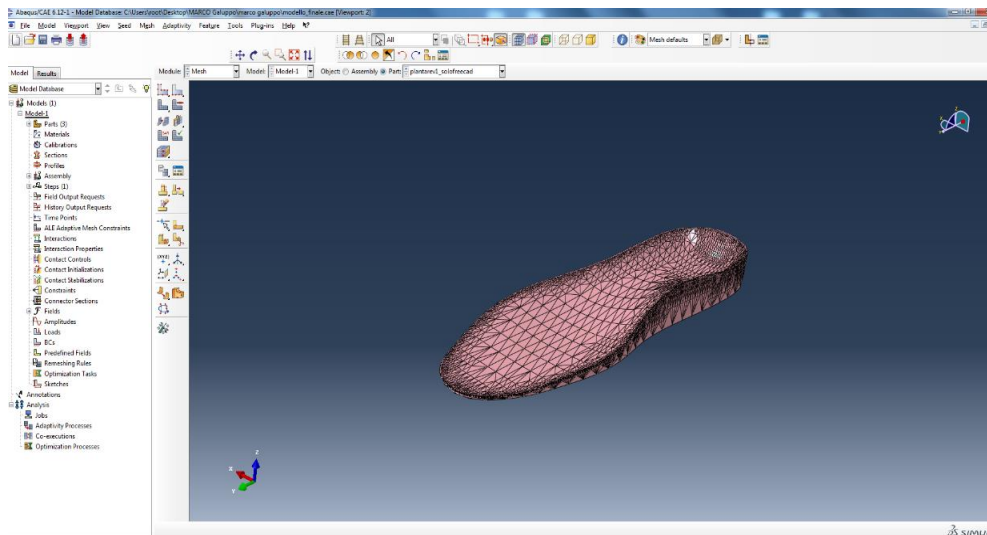 Abaqus/CAE 6.12-1 - Model Database: C:\Users\root\Desktop\MARCO Galuppo\marco galuppo\modello_finale.cae [Viewport: 2]
File Model Viewport View Seed Mesh Adaptivity Feature Tools Plug-ins Help
All Mesh defaults
Model Results Module: Mesh Model: Model-1 Object: Assembly Part: plantarev1_solofreecad
Model Database
Models (1)
Model-1
Parts (3)
Materials
Calibrations
Sections
Profiles
Assembly
Steps (1)
Field Output Requests
History Output Requests
Time Points
ALE Adaptive Mesh Constraints
Interactions
Interaction Properties
Contact Controls
Contact Initializations
Contact Stabilizations
Constraints
Connector Sections
Fields
Amplitudes
Loads
BCs
Predefined Fields
Remeshing Rules
Optimization Tasks
Sketches
Annotations
Analysis
Jobs
Adaptivity Processes
Co-executions
Optimization Processes
Z
X
Y